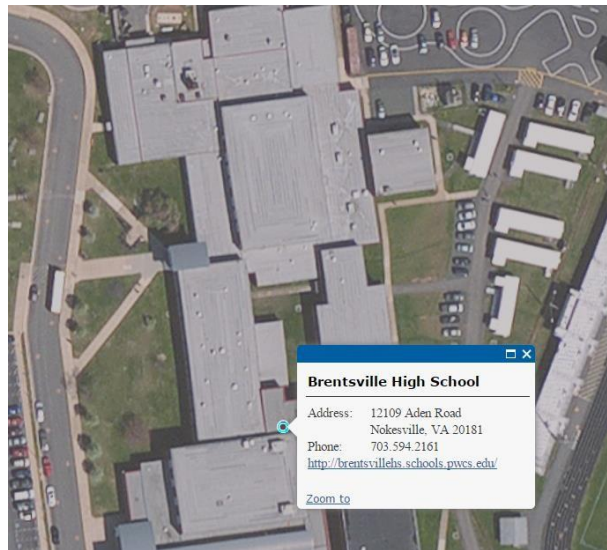 Brentsville High School
Address: 12109 Aden Road
Nokesville, VA 20181
Phone: 703.594.2161
http://brentsvillehs.schools.pwcs.edu/
Zoom to